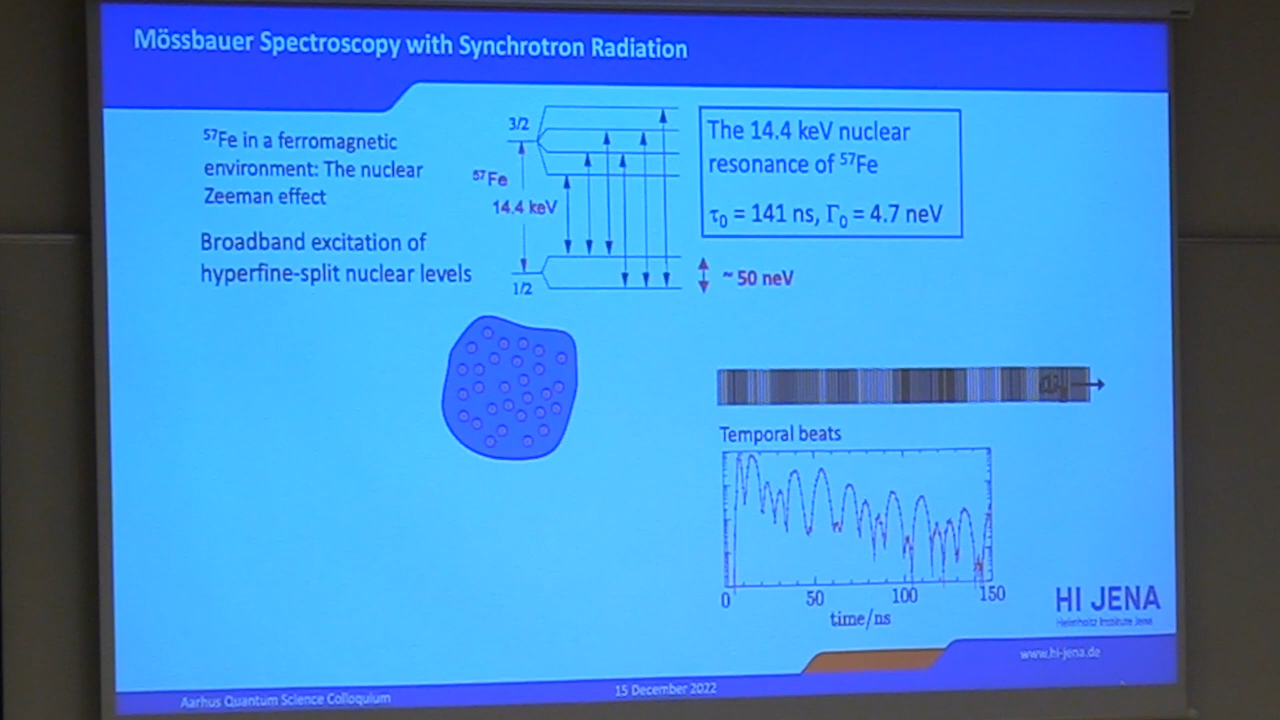 Mössbauer Spectroscopy with Synchrotron Radiation
⁵⁷Fe in a ferromagnetic
environment: The nuclear
Zeeman effect
Broadband excitation of
hyperfine-split nuclear levels
3/2
⁵⁷Fe
14.4 keV
1/2
~ 50 neV
The 14.4 keV nuclear
resonance of ⁵⁷Fe
τ₀ = 141 ns, Γ₀ = 4.7 neV
Temporal beats
0 50 100 150
time/ns
HI JENA
Helmholtz Institute Jena
www.hi-jena.de
Aarhus Quantum Science Colloquium
15 December 2022